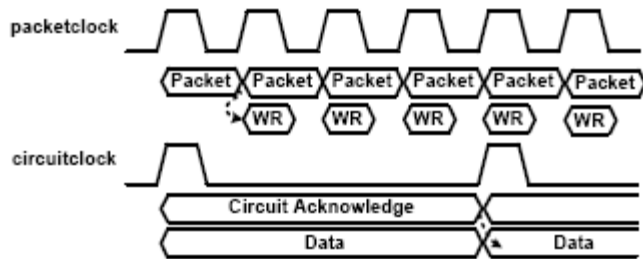 packetclock
Packet Packet Packet Packet Packet Packet
WR WR WR WR WR
circuitclock
Circuit Acknowledge
Data Data